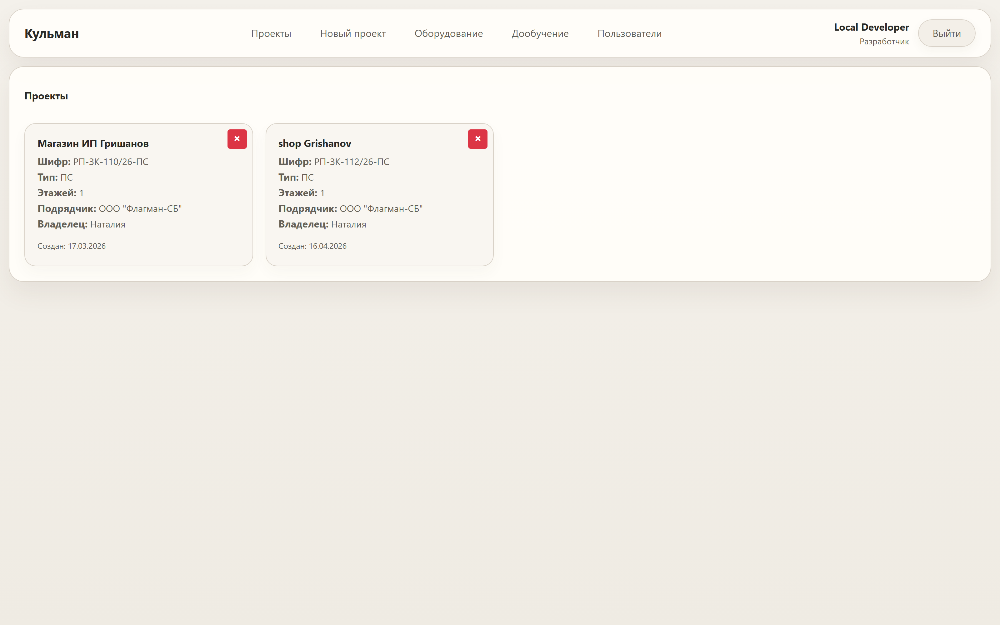 Кульман
Проекты
Новый проект
Оборудование
Дообучение
Пользователи
Local Developer
Разработчик
Выйти
Проекты
Магазин ИП Гришанов
Шифр: РП-ЗК-110/26-ПС
Тип: ПС
Этажей: 1
Подрядчик: ООО "Флагман-СБ"
Владелец: Наталия
Создан: 17.03.2026
shop Grishanov
Шифр: РП-ЗК-112/26-ПС
Тип: ПС
Этажей: 1
Подрядчик: ООО "Флагман-СБ"
Владелец: Наталия
Создан: 16.04.2026